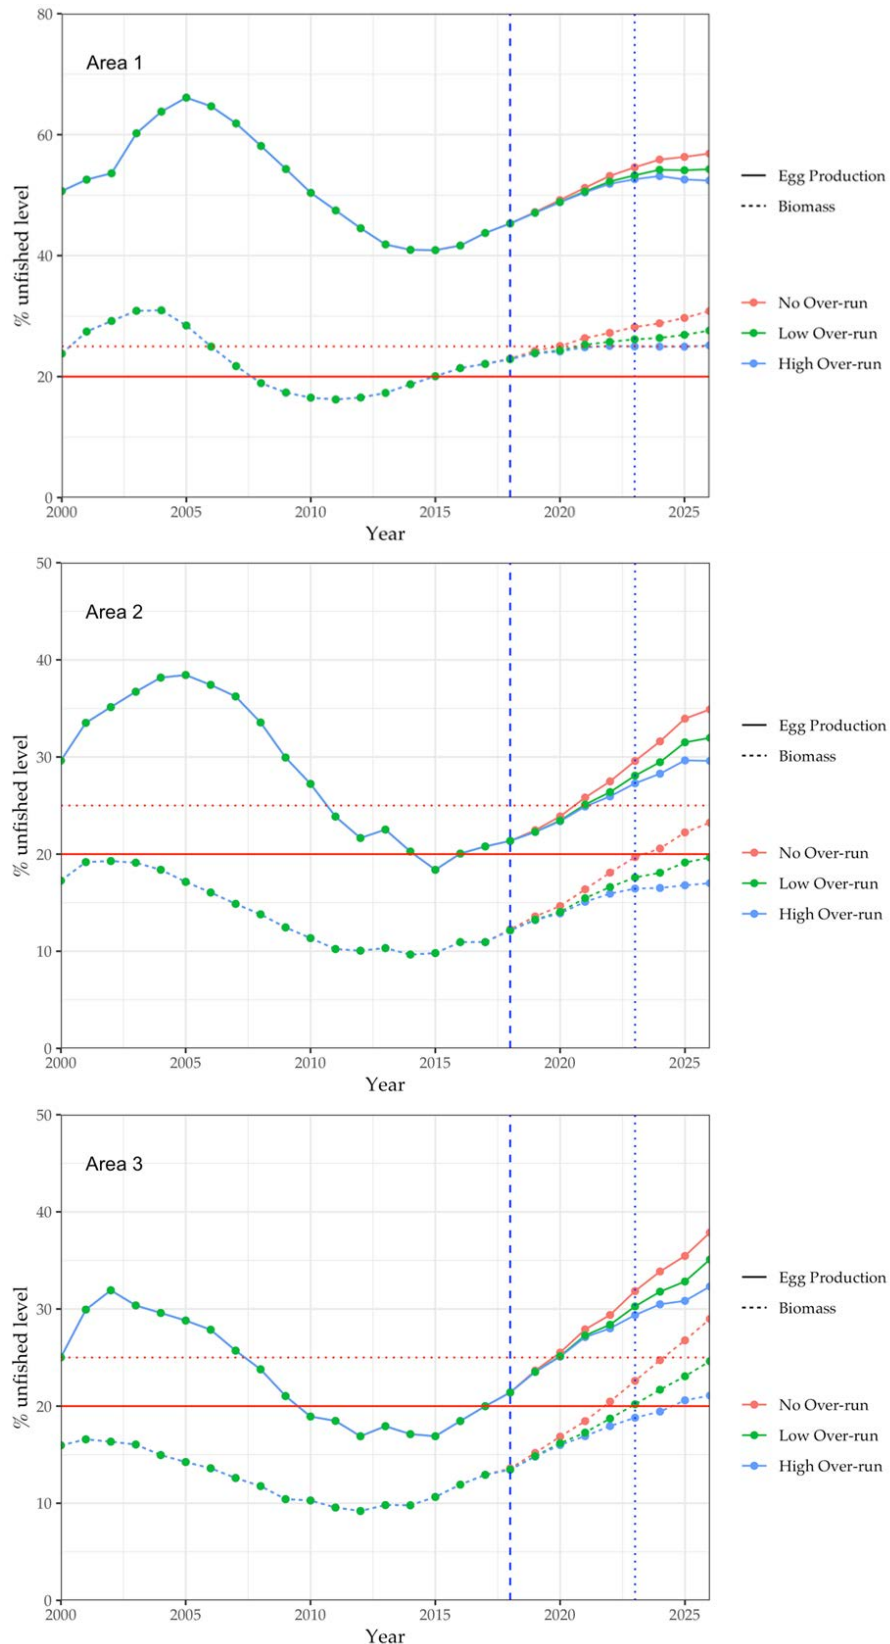 80
Area 1
60
Egg Production
% unfished level
Biomass
40
No Over-run
Low Over-run
High Over-run
20
0
2000 2005 2010 2015 2020 2025
Year
50
Area 2
40
Egg Production
% unfished level
Biomass
30
20
No Over-run
Low Over-run
High Over-run
10
0
2000 2005 2010 2015 2020 2025
Year
50
Area 3
40
Egg Production
% unfished level
Biomass
30
20
No Over-run
Low Over-run
High Over-run
10
0
2000 2005 2010 2015 2020 2025
Year